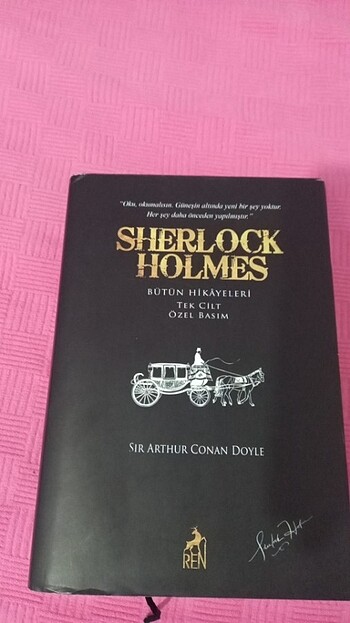 "Oku, okumalısın. Güneşin altında yeni bir şey yoktur.
Her şey daha önceden yapılmıştır."
SHERLOCK
HOLMES
BÜTÜN HİKÂYELERİ
TEK CİLT
ÖZEL BASIM
SIR ARTHUR CONAN DOYLE
REN